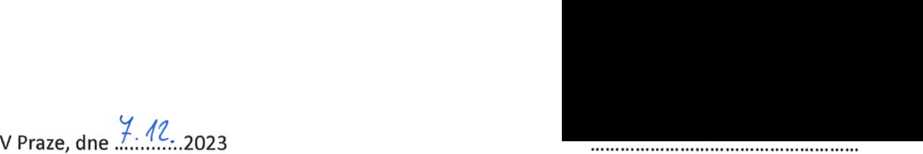 V Praze, dne 7. 12. 2023